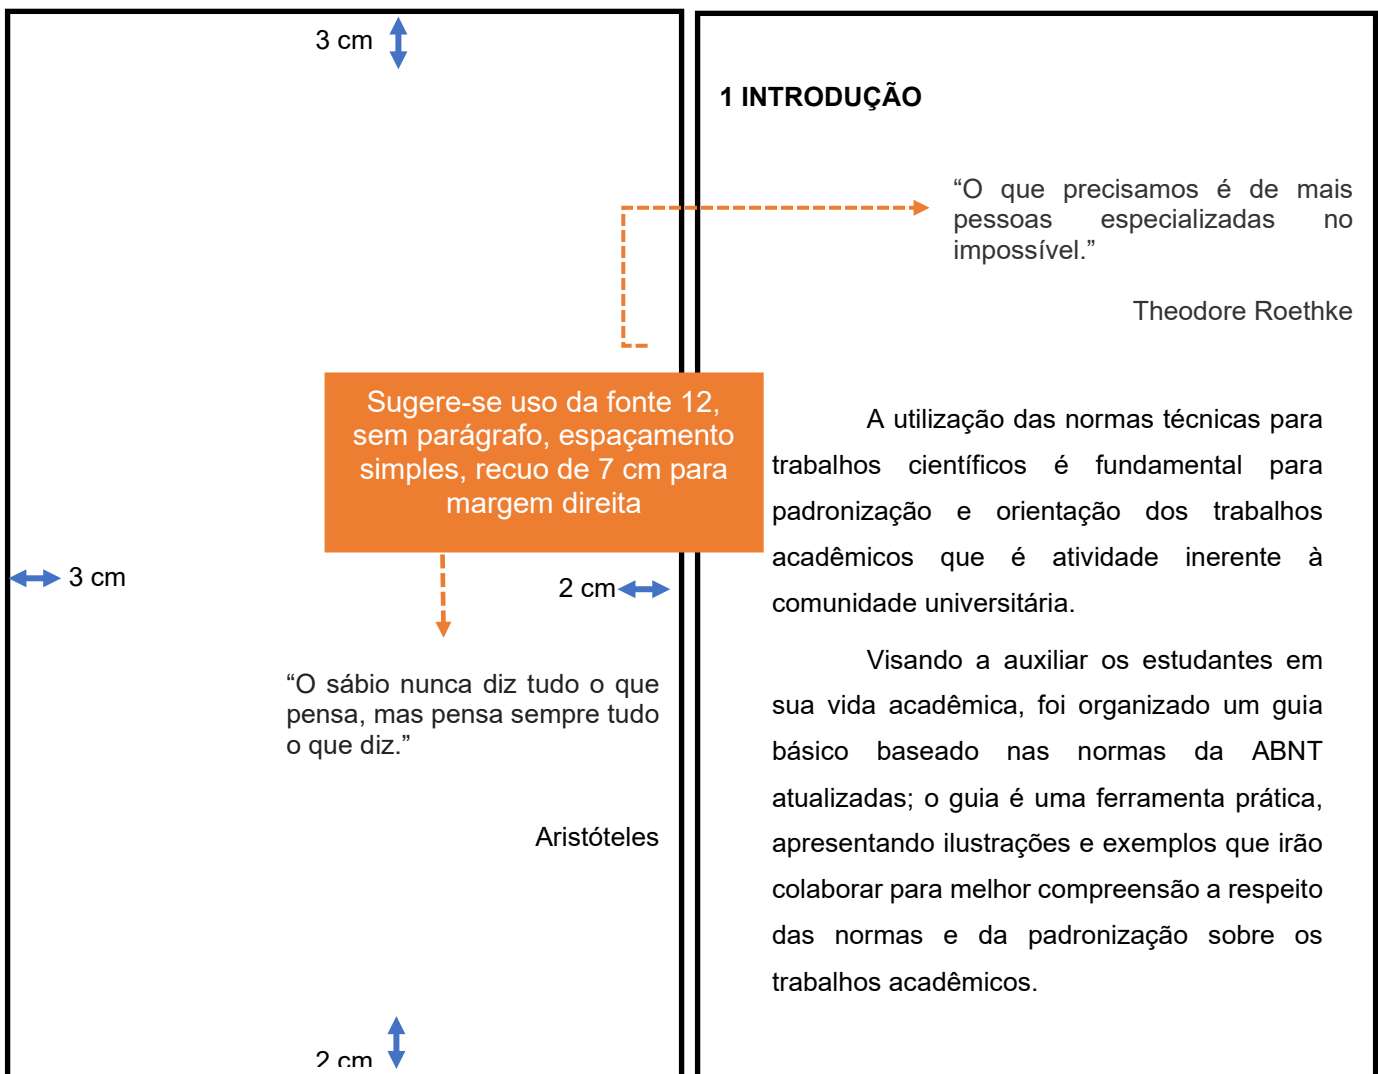 3 cm
Sugere-se uso da fonte 12,
sem parágrafo, espaçamento
simples, recuo de 7 cm para
margem direita
3 cm
2 cm
“O sábio nunca diz tudo o que
pensa, mas pensa sempre tudo
o que diz.”
Aristóteles
2 cm
1 INTRODUÇÃO
“O que precisamos é de mais
pessoas especializadas no
impossível.”
Theodore Roethke
A utilização das normas técnicas para
trabalhos científicos é fundamental para
padronização e orientação dos trabalhos
acadêmicos que é atividade inerente à
comunidade universitária.
Visando a auxiliar os estudantes em
sua vida acadêmica, foi organizado um guia
básico baseado nas normas da ABNT
atualizadas; o guia é uma ferramenta prática,
apresentando ilustrações e exemplos que irão
colaborar para melhor compreensão a respeito
das normas e da padronização sobre os
trabalhos acadêmicos.